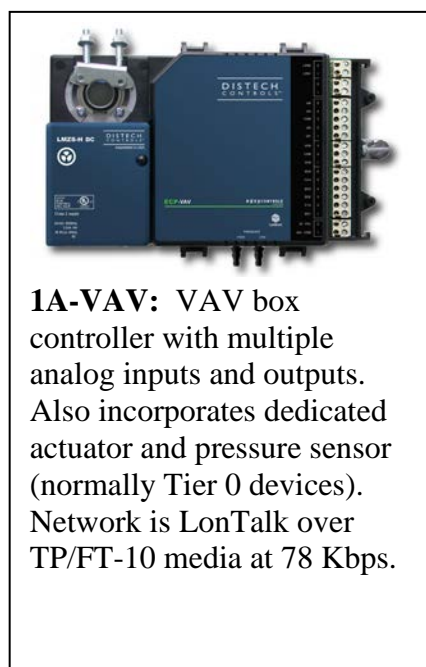 DISTECH
CONTROLS
LMZS-H DC
DISTECH
CONTROLS
ECP-VAV
1A-VAV: VAV box
controller with multiple
analog inputs and outputs.
Also incorporates dedicated
actuator and pressure sensor
(normally Tier 0 devices).
Network is LonTalk over
TP/FT-10 media at 78 Kbps.